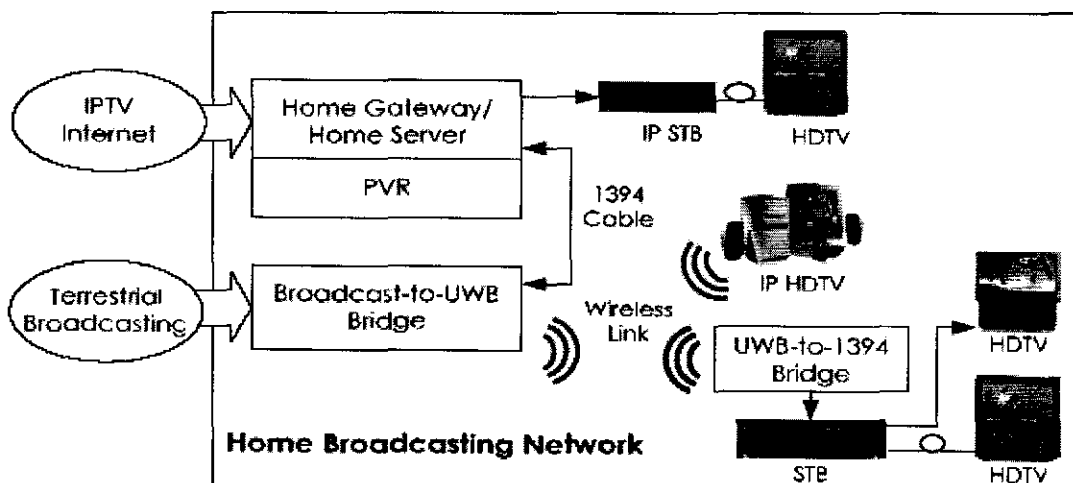 IPTV
Internet
Home Gateway/
Home Server
PVR
IP STB
HDTV
1394
Cable
IP HDTV
Terrestrial
Broadcasting
Broadcast-to-UWB
Bridge
Wireless
Link
UWB-to-1394
Bridge
HDTV
Home Broadcasting Network
STB
HDTV